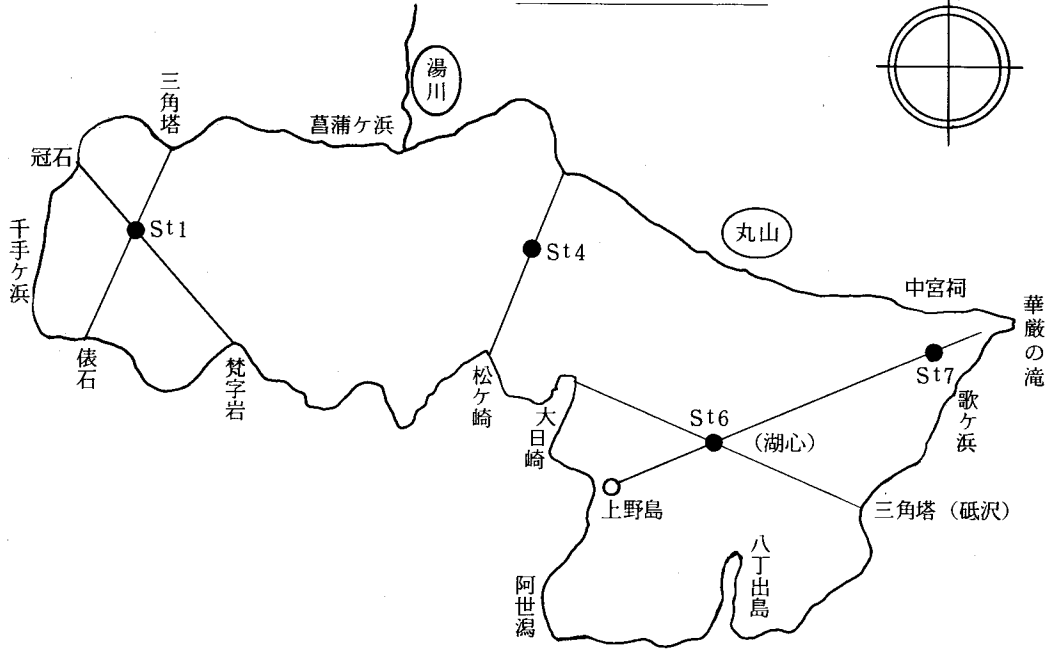 湯川
三角塔
菖蒲ケ浜
冠石
St1
千手ケ浜
St4
丸山
中宮祠
華厳の滝
俵石
梵字岩
松ケ崎
大日崎
St7
歌ケ浜
St6
(湖心)
上野島
三角塔(砥沢)
八丁出島
阿世潟